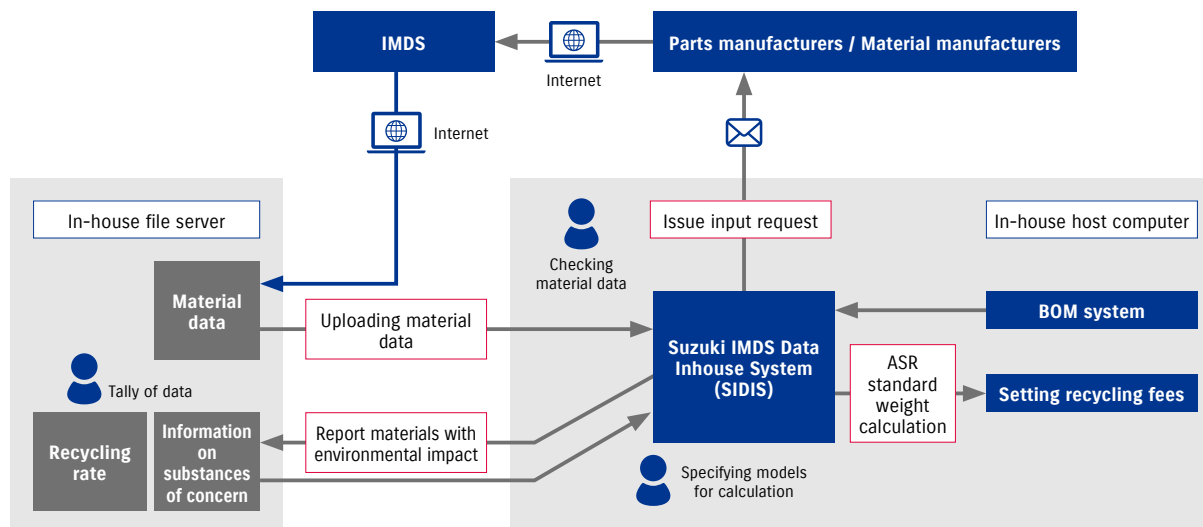 IMDS
Internet
Parts manufacturers / Material manufacturers
Internet
In-house file server
Issue input request
In-house host computer
Checking
material data
Material
data
Uploading material
data
Suzuki IMDS Data
Inhouse System
(SIDIS)
BOM system
ASR
standard
weight
calculation
Setting recycling fees
Tally of data
Recycling
rate
Information
on
substances
of concern
Report materials with
environmental impact
Specifying models
for calculation